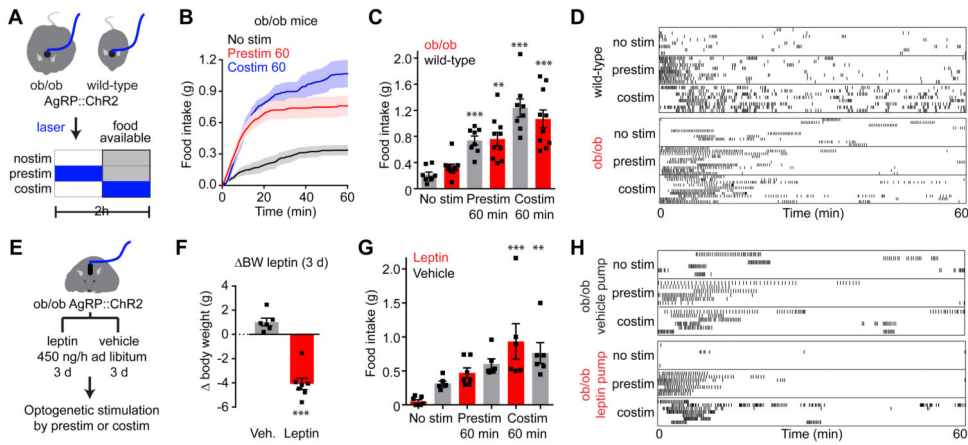 A
ob/ob
wild-type
AgRP::ChR2
laser
food
available
nostim
prestim
costim
2h
B
ob/ob mice
No stim
Prestim 60
Costim 60
Food intake (g)
1.2
0.9
0.6
0.3
0.0
0
20
40
60
Time (min)
C
ob/ob
wild-type
Food intake (g)
2.0
1.6
1.2
0.8
0.4
0
***
**
***
***
No stim
Prestim
60 min
Costim
60 min
D
wild-type
no stim
prestim
costim
ob/ob
no stim
prestim
costim
0
Time (min)
60
E
ob/ob AgRP::ChR2
leptin
vehicle
450 ng/h
ad libitum
3 d
3 d
Optogenetic stimulation
by prestim or costim
F
ΔBW leptin (3 d)
Δ body weight (g)
4
2
0
-2
-4
-6
***
Veh.
Leptin
G
Leptin
Vehicle
Food intake (g)
2.5
2.0
1.5
1.0
0.5
0.0
***
**
No stim
Prestim
60 min
Costim
60 min
H
ob/ob
vehicle pump
no stim
prestim
costim
ob/ob
leptin pump
no stim
prestim
costim
0
Time (min)
60